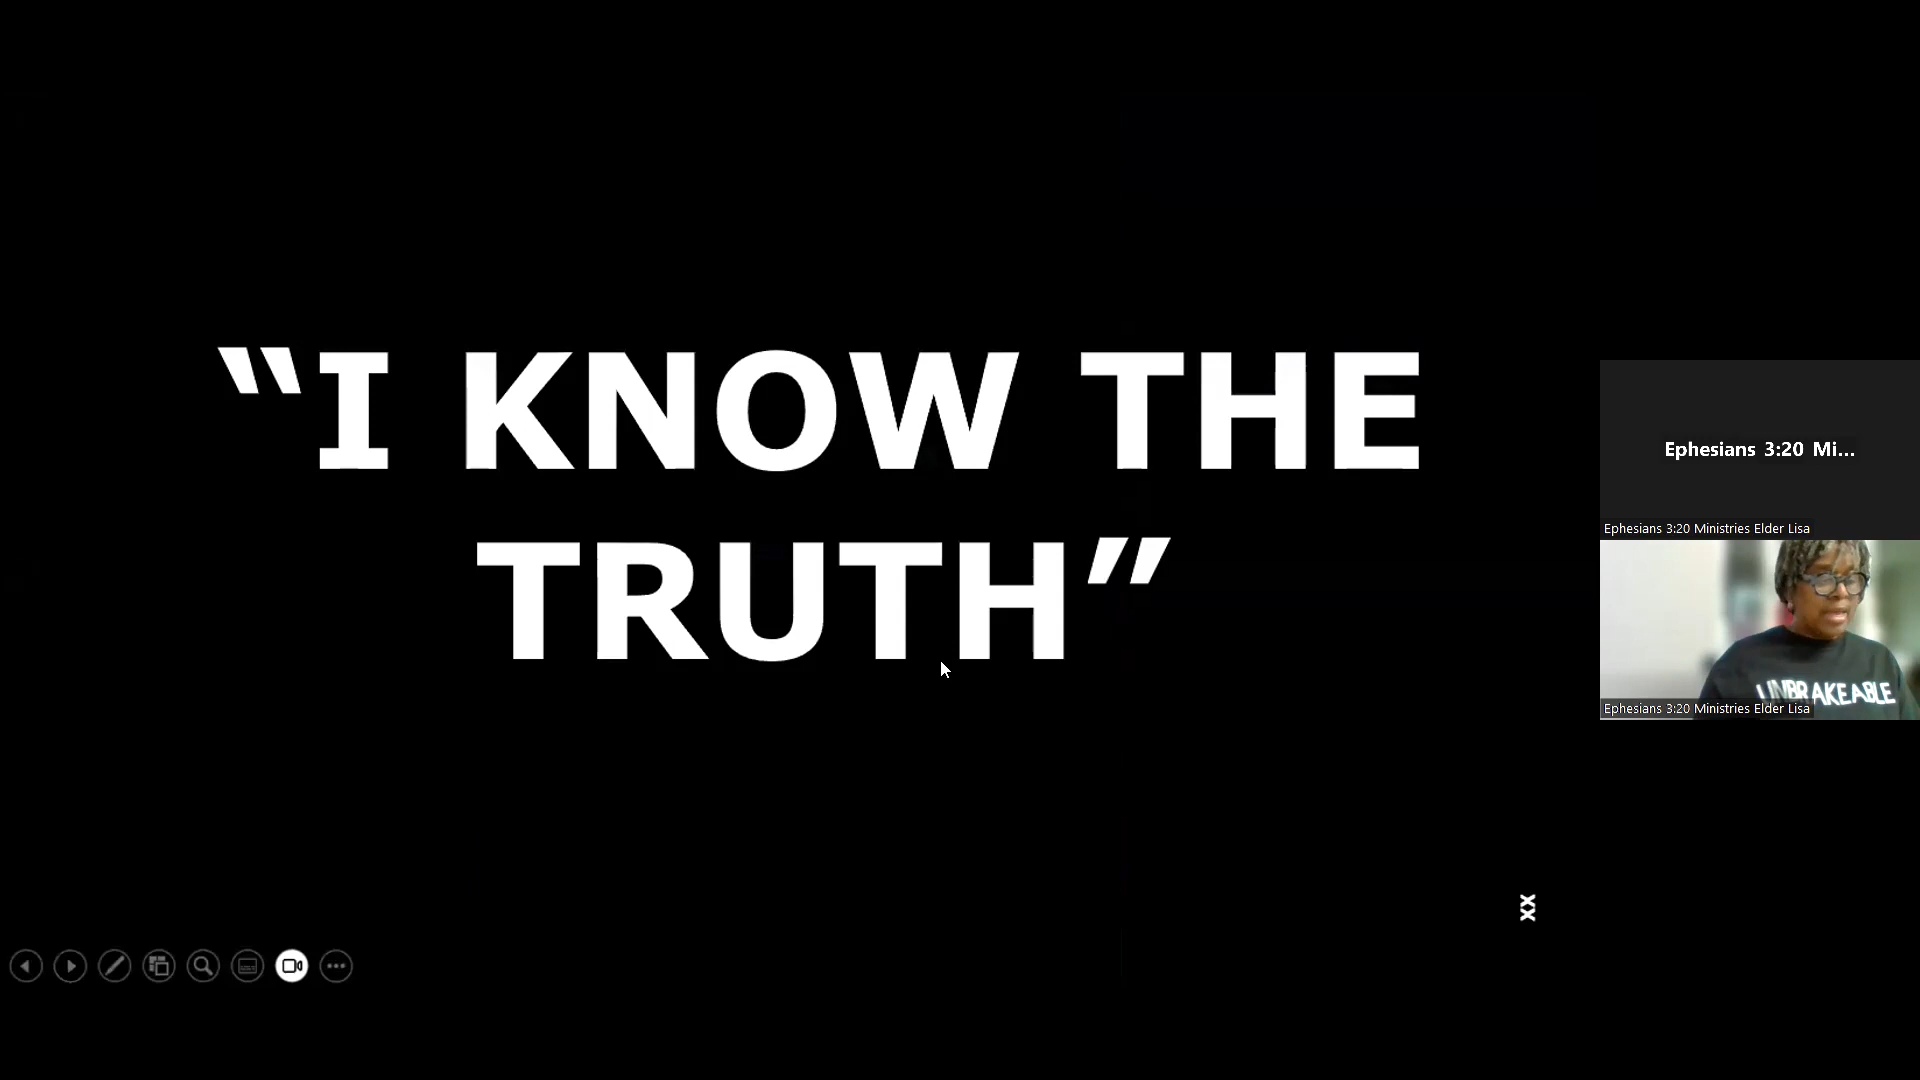 “I KNOW THE
TRUTH”
Ephesians 3:20 Mi...
Ephesians 3:20 Ministries Elder Lisa
UNBRAKEABLE
Ephesians 3:20 Ministries Elder Lisa